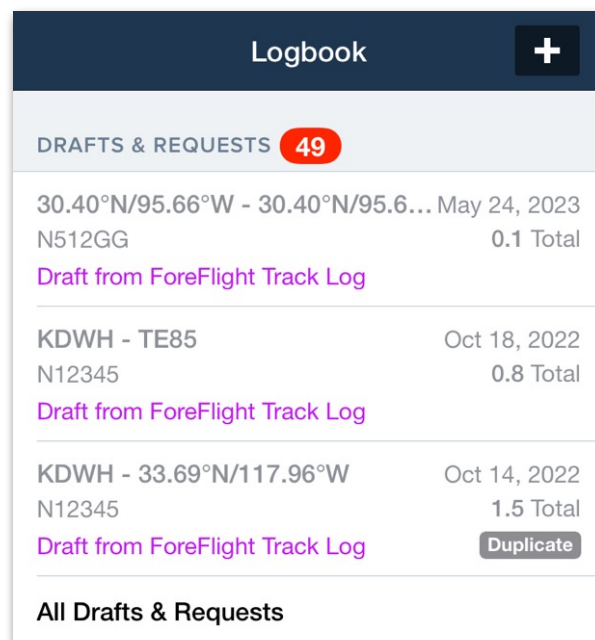 Logbook
DRAFTS & REQUESTS 49
30.40°N/95.66°W - 30.40°N/95.6... May 24, 2023
N512GG 0.1 Total
Draft from ForeFlight Track Log
KDWH - TE85 Oct 18, 2022
N12345 0.8 Total
Draft from ForeFlight Track Log
KDWH - 33.69°N/117.96°W Oct 14, 2022
N12345 1.5 Total
Draft from ForeFlight Track Log Duplicate
All Drafts & Requests